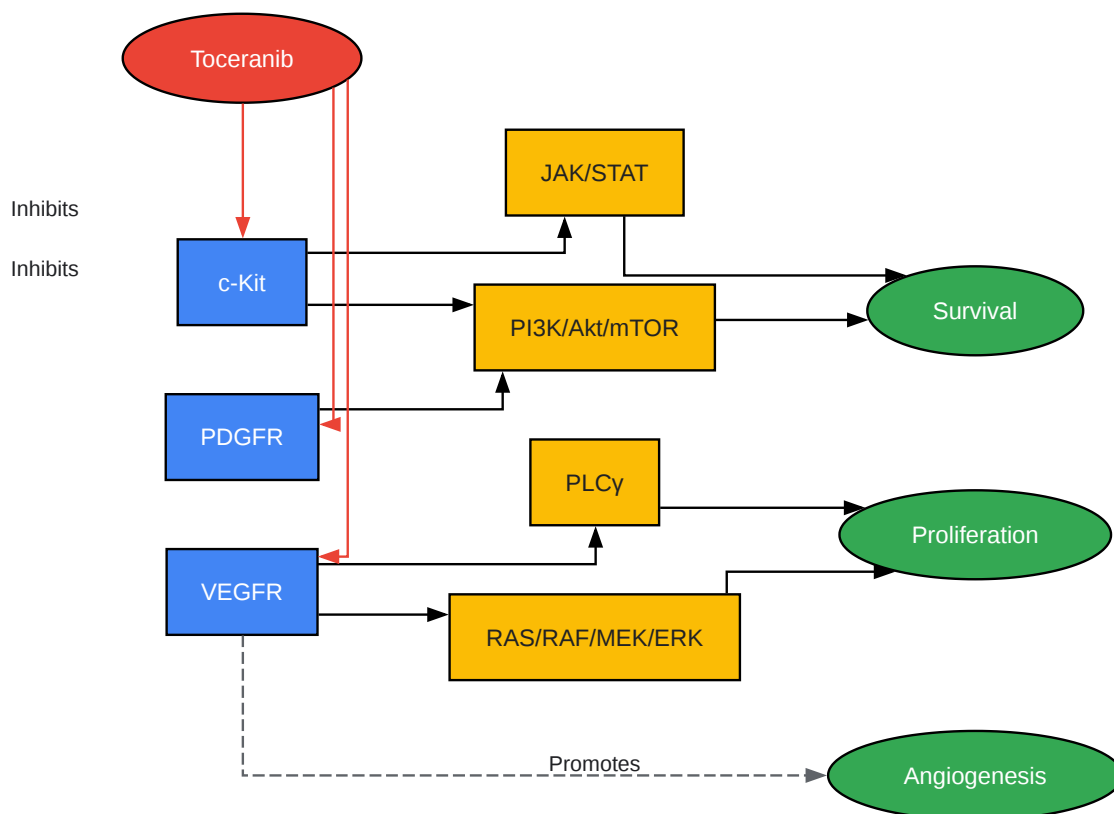 Toceranib
JAK/STAT
Inhibits
Inhibits
c-Kit
PI3K/Akt/mTOR
Survival
PDGFR
PLCγ
Proliferation
VEGFR
RAS/RAF/MEK/ERK
Promotes
Angiogenesis